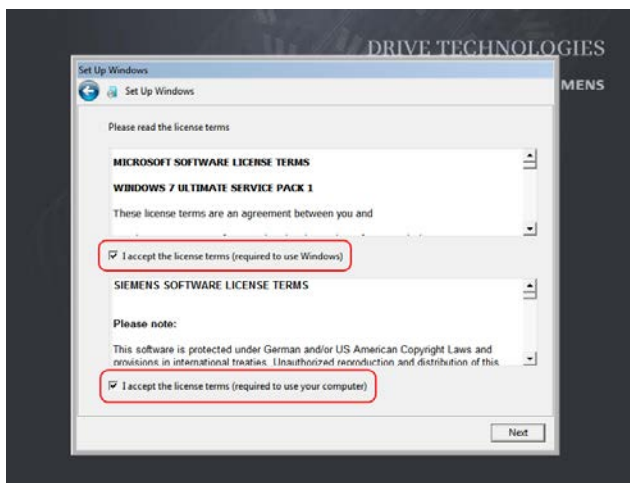 DRIVE TECHNOLOGIES
MENS
Set Up Windows
Set Up Windows
Please read the license terms
MICROSOFT SOFTWARE LICENSE TERMS
WINDOWS 7 ULTIMATE SERVICE PACK 1
These license terms are an agreement between you and
I accept the license terms (required to use Windows)
SIEMENS SOFTWARE LICENSE TERMS
Please note:
This software is protected under German and/or US American Copyright Laws and
provisions in international treaties. Unauthorized reproduction and distribution of this
I accept the license terms (required to use your computer)
Next